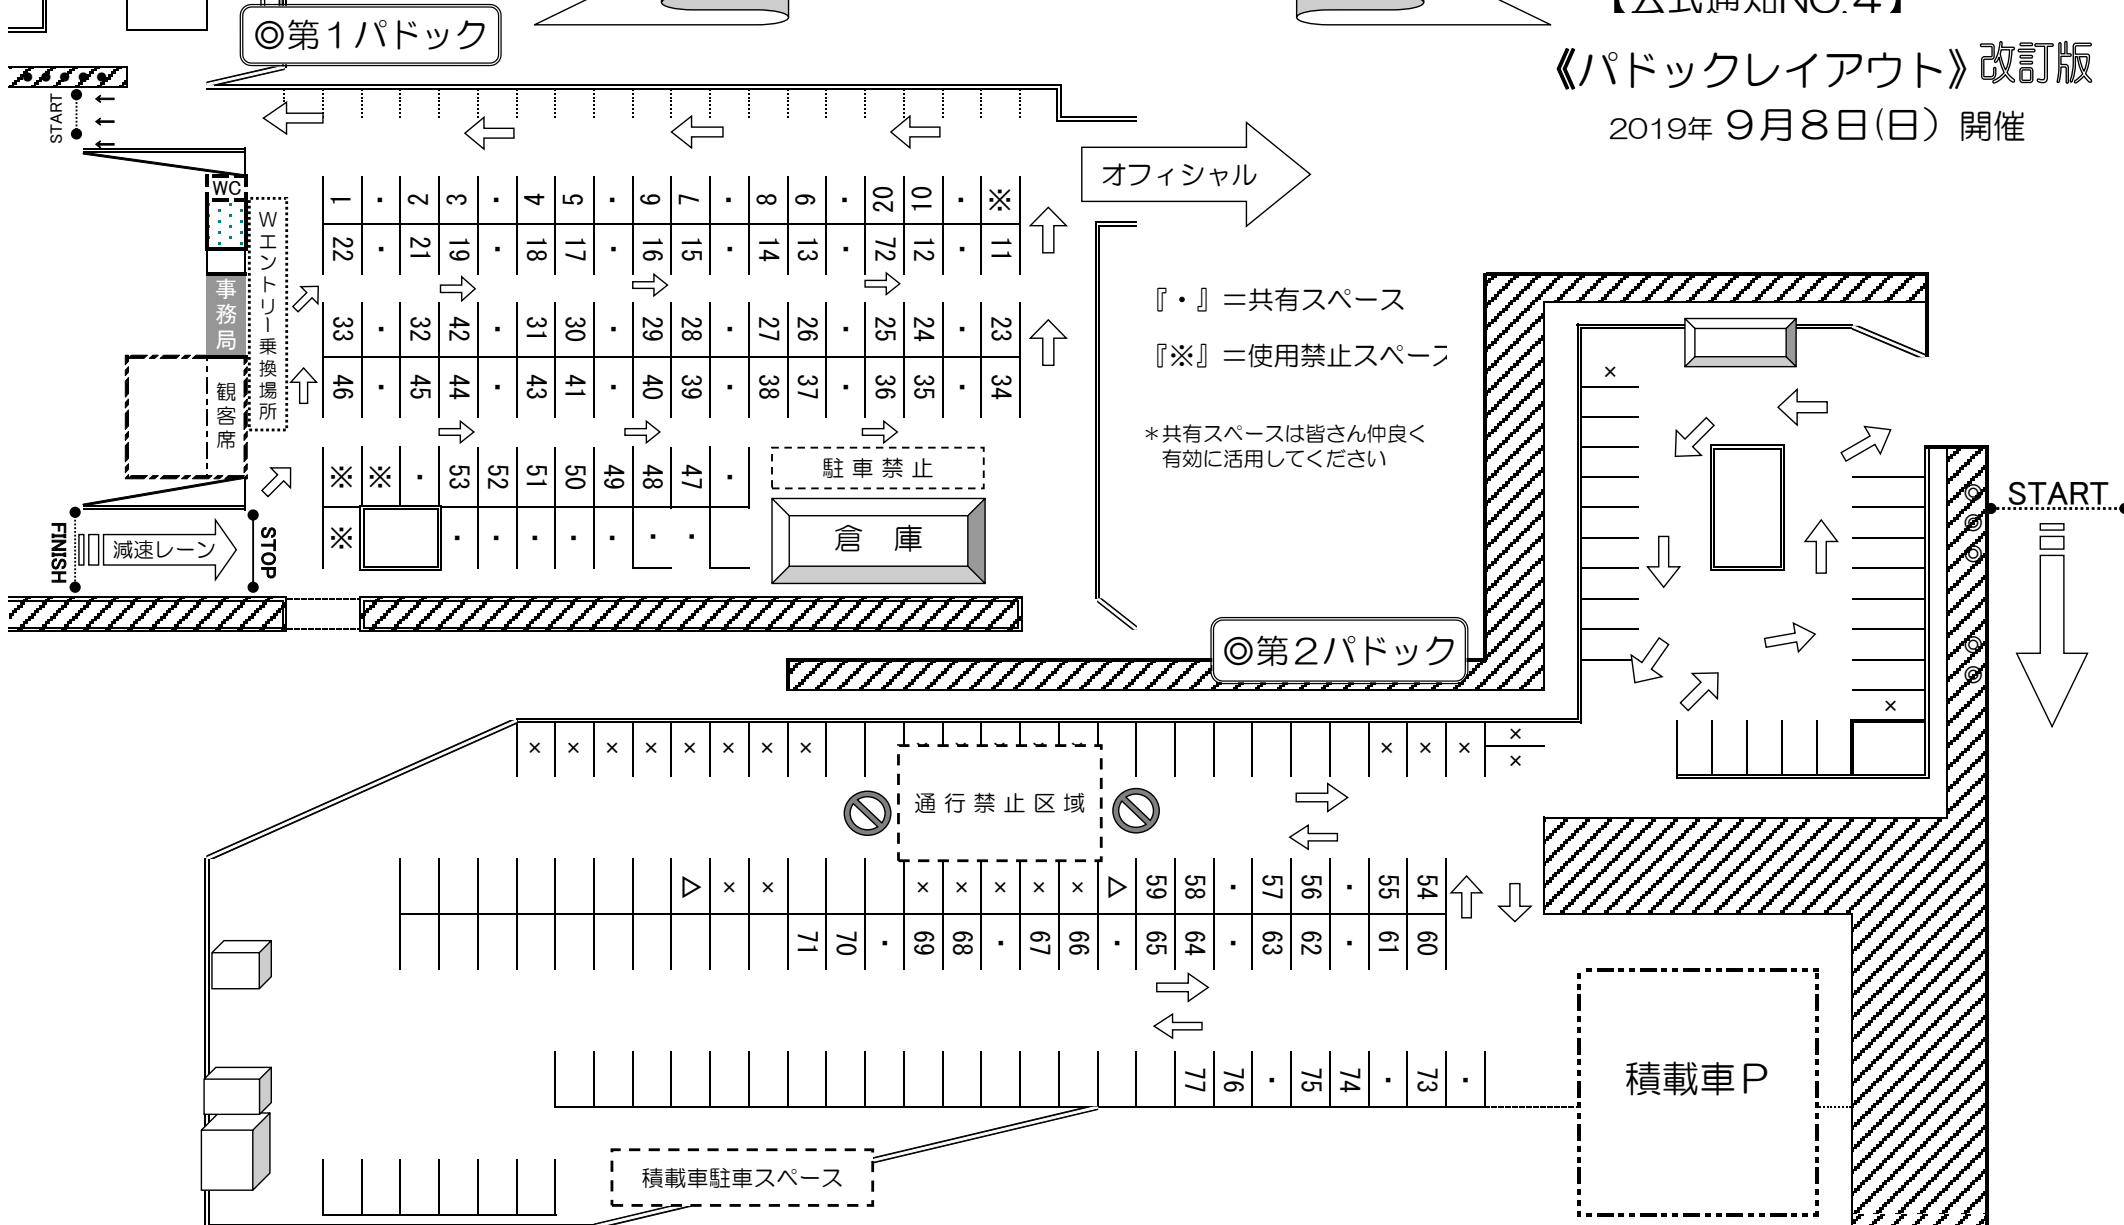 【公式通知NO.4】
◎第1パドック
《パドックレイアウト》改訂版
2019年 9月8日(日) 開催
START
オフィシャル
WC
Wエントリー乗換場所
事務局
観客席
1 ・ 2 3 ・ 4 5 ・ 6 7 ・ 8 9 ・ 20 10 ・ ※
22 ・ 21 19 ・ 18 17 ・ 16 15 ・ 14 13 ・ 72 12 ・ 11
33 ・ 32 42 ・ 31 30 ・ 29 28 ・ 27 26 ・ 25 24 ・ 23
46 ・ 45 44 ・ 43 41 ・ 40 39 ・ 38 37 ・ 36 35 ・ 34
※ ※ ・ 53 52 51 50 49 48 47 ・
※ ・ ・ ・ ・ ・ ・ ・
駐車禁止
倉 庫
FINISH
減速レーン
STOP
『・』＝共有スペース
『※』＝使用禁止スペース
＊共有スペースは皆さん仲良く
有効に活用してください
×
START
×
◎第2パドック
× × × × × × × × × × × ×
×
通行禁止区域
▷ × × × × × × × ▷ 59 58 ・ 57 56 ・ 55 54
71 70 ・ 69 68 ・ 67 66 ・ 65 64 ・ 63 62 ・ 61 60
77 76 ・ 75 74 ・ 73 ・
積載車P
積載車駐車スペース